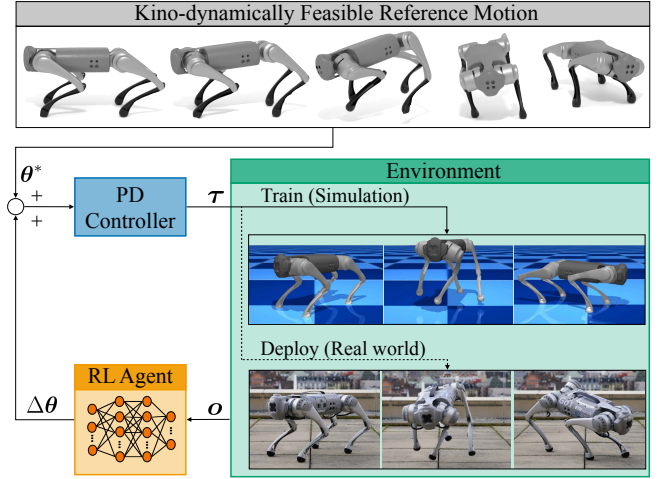 Kino-dynamically Feasible Reference Motion
θ*
+
+
PD
Controller
τ
Environment
Train (Simulation)
Deploy (Real world)
RL Agent
Δθ
o